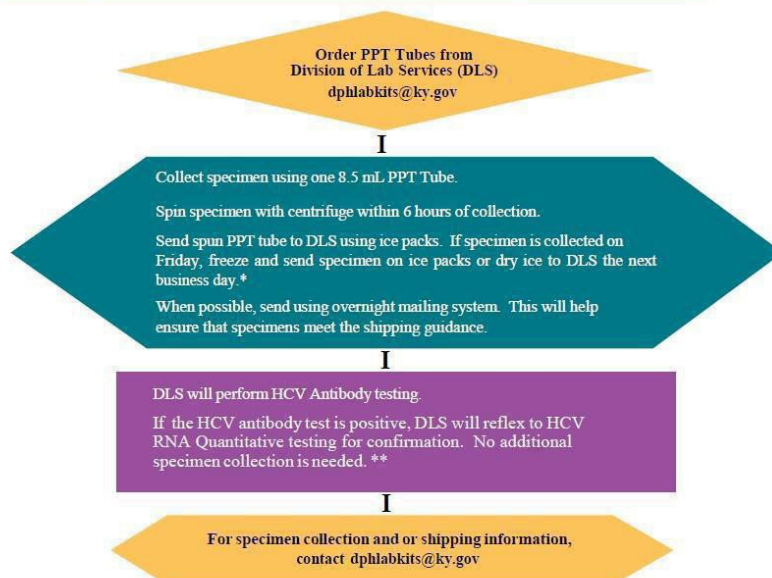 Order PPT Tubes from
Division of Lab Services (DLS)
dphlabkits@ky.gov
I
Collect specimen using one 8.5 mL PPT Tube.
Spin specimen with centrifuge within 6 hours of collection.
Send spun PPT tube to DLS using ice packs. If specimen is collected on
Friday, freeze and send specimen on ice packs or dry ice to DLS the next
business day.*
When possible, send using overnight mailing system. This will help
ensure that specimens meet the shipping guidance.
I
DLS will perform HCV Antibody testing.
If the HCV antibody test is positive, DLS will reflex to HCV
RNA Quantitative testing for confirmation. No additional
specimen collection is needed. **
I
For specimen collection and or shipping information,
contact dphlabkits@ky.gov